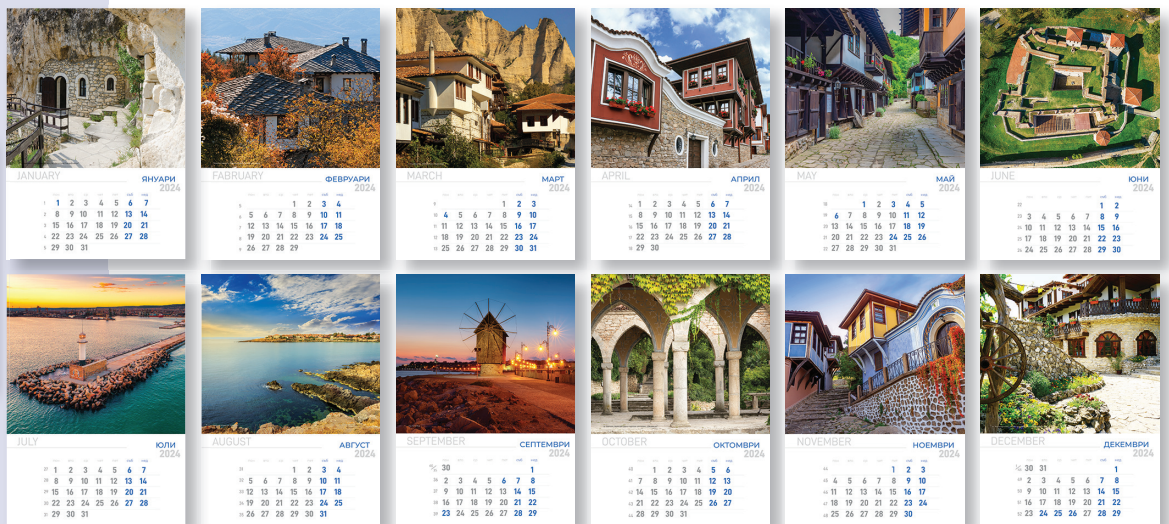 JANUARY
ЯНУАРИ
2024
1 2 3 4 5 6 7
8 9 10 11 12 13 14
15 16 17 18 19 20 21
22 23 24 25 26 27 28
29 30 31
FABRUARY
ФЕВРУАРИ
2024
1 2 3 4
5 6 7 8 9 10 11
12 13 14 15 16 17 18
19 20 21 22 23 24 25
26 27 28 29
MARCH
МАРТ
2024
1 2 3
4 5 6 7 8 9 10
11 12 13 14 15 16 17
18 19 20 21 22 23 24
25 26 27 28 29 30 31
APRIL
АПРИЛ
2024
1 2 3 4 5 6 7
8 9 10 11 12 13 14
15 16 17 18 19 20 21
22 23 24 25 26 27 28
29 30
MAY
МАЙ
2024
1 2 3 4 5
6 7 8 9 10 11 12
13 14 15 16 17 18 19
20 21 22 23 24 25 26
27 28 29 30 31
JUNE
ЮНИ
2024
1 2
3 4 5 6 7 8 9
10 11 12 13 14 15 16
17 18 19 20 21 22 23
24 25 26 27 28 29 30
JULY
ЮЛИ
2024
1 2 3 4 5 6 7
8 9 10 11 12 13 14
15 16 17 18 19 20 21
22 23 24 25 26 27 28
29 30 31
AUGUST
АВГУСТ
2024
1 2 3 4
5 6 7 8 9 10 11
12 13 14 15 16 17 18
19 20 21 22 23 24 25
26 27 28 29 30 31
SEPTEMBER
СЕПТЕМВРИ
2024
30 1
2 3 4 5 6 7 8
9 10 11 12 13 14 15
16 17 18 19 20 21 22
23 24 25 26 27 28 29
OCTOBER
ОКТОМВРИ
2024
1 2 3 4 5 6
7 8 9 10 11 12 13
14 15 16 17 18 19 20
21 22 23 24 25 26 27
28 29 30 31
NOVEMBER
НОЕМВРИ
2024
1 2 3
4 5 6 7 8 9 10
11 12 13 14 15 16 17
18 19 20 21 22 23 24
25 26 27 28 29 30
DECEMBER
ДЕКЕМВРИ
2024
30 31 1
2 3 4 5 6 7 8
9 10 11 12 13 14 15
16 17 18 19 20 21 22
23 24 25 26 27 28 29